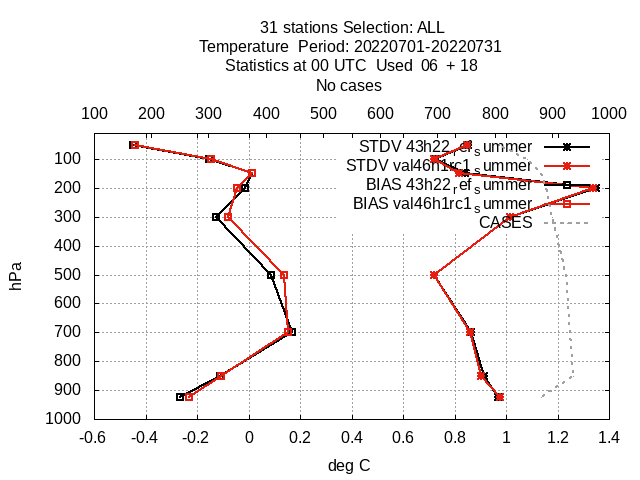 31 stations Selection: ALL
Temperature  Period: 20220701-20220731
Statistics at 00 UTC  Used  06  + 18
No cases
100 200 300 400 500 600 700 800 900 1000
STDV 43h22_ref_summer
STDV val46h1rc1_summer
BIAS 43h22_ref_summer
BIAS val46h1rc1_summer
CASES
hPa
100
200
300
400
500
600
700
800
900
1000
-0.6 -0.4 -0.2 0 0.2 0.4 0.6 0.8 1 1.2 1.4
deg C